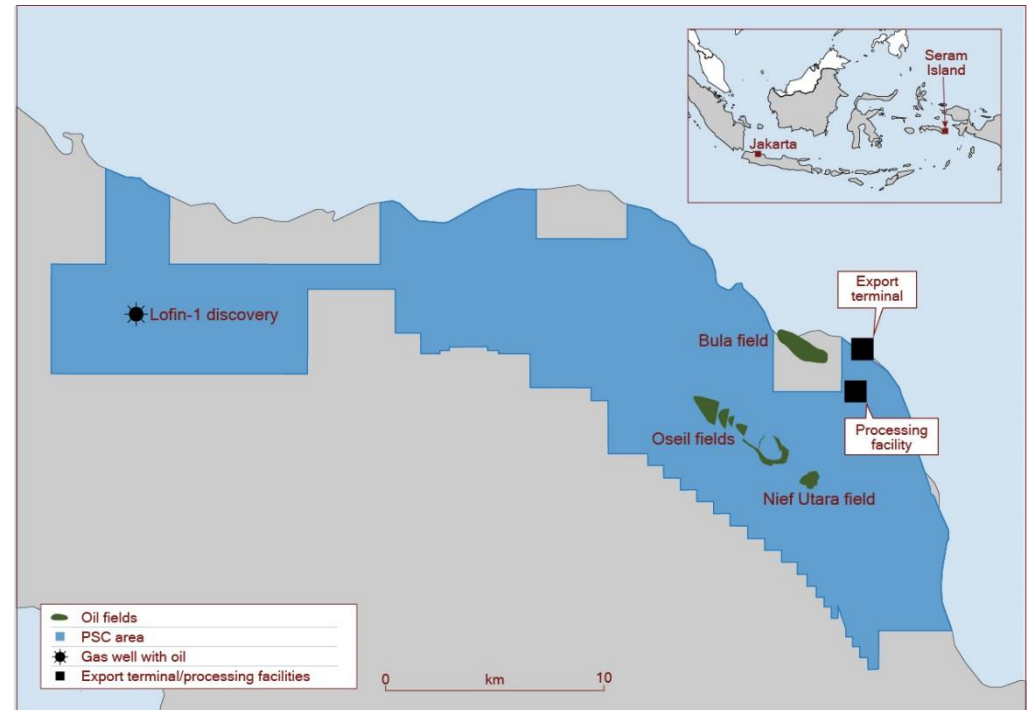 Seram
Island
Jakarta
Export
terminal
Lofin-1 discovery
Bula field
Processing
facility
Oseil fields
Nief Utara field
Oil fields
PSC area
Gas well with oil
Export terminal/processing facilities
0 km 10